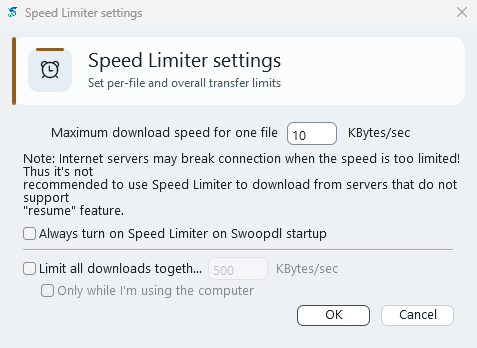 Speed Limiter settings
Speed Limiter settings
Set per-file and overall transfer limits
Maximum download speed for one file 10 KBytes/sec
Note: Internet servers may break connection when the speed is too limited!
Thus it's not
recommended to use Speed Limiter to download from servers that do not
support
"resume" feature.
Always turn on Speed Limiter on Swoopdl startup
Limit all downloads togeth... 500 KBytes/sec
Only while I'm using the computer
OK Cancel